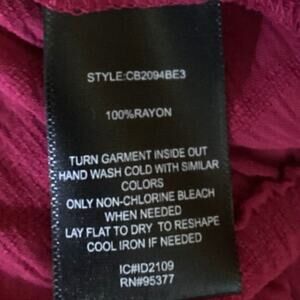 STYLE:CB2094BE3
100%RAYON
TURN GARMENT INSIDE OUT
HAND WASH COLD WITH SIMILAR
COLORS
ONLY NON-CHLORINE BLEACH
WHEN NEEDED
LAY FLAT TO DRY TO RESHAPE
COOL IRON IF NEEDED
IC#ID2109
RN#95377